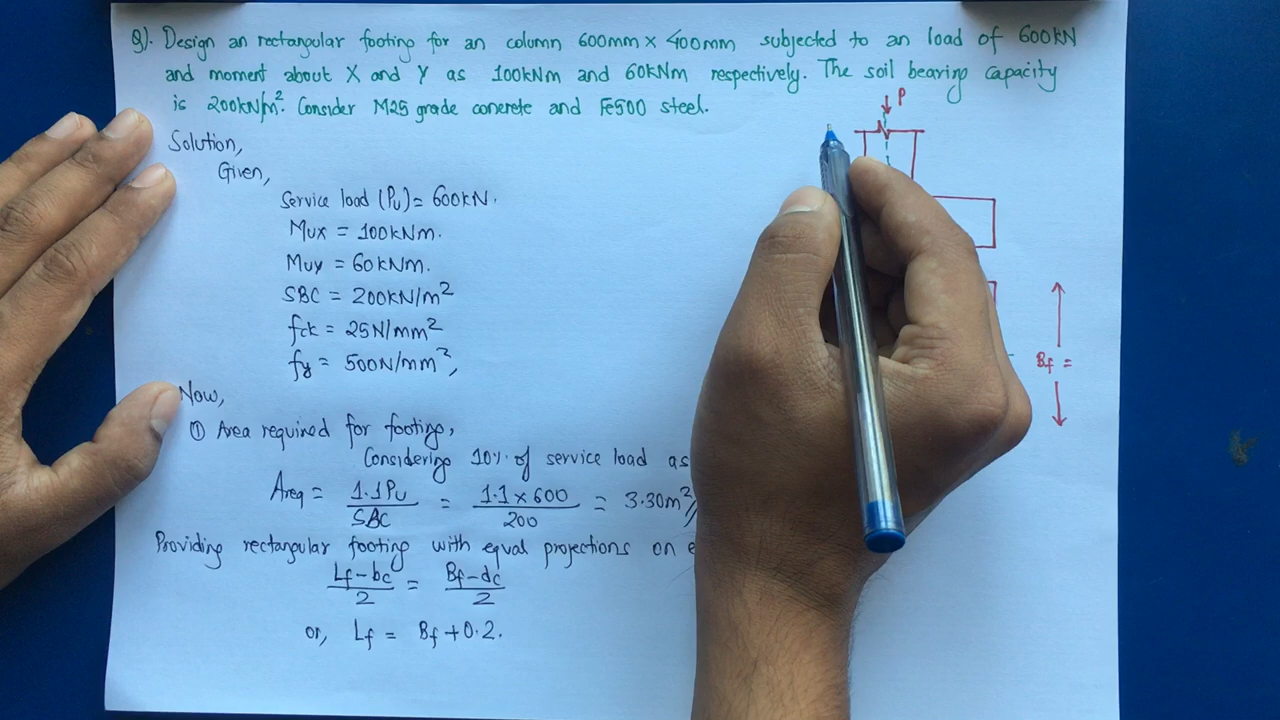 Q). Design an rectangular footing for an column 600mm × 400mm subjected to an load of 600KN
and moment about X and Y as 100KNm and 60KNm respectively. The soil bearing capacity
is 200KN/m². Consider M25 grade concrete and Fe500 steel.
P
Solution,
Given,
Service load (Pu) = 600KN.
Mux = 100KNm.
Muy = 60KNm.
SBC = 200KN/m²
fck = 25N/mm²
fy = 500N/mm²,
Bf =
Now,
① Area required for footing,
Considering 10% of service load as
Areq = 1.1Pu/SBC = 1.1×600/200 = 3.30m²,
Providing rectangular footing with equal projections on
Lf-bc/2 = Bf-dc/2
or, Lf = Bf+0.2.